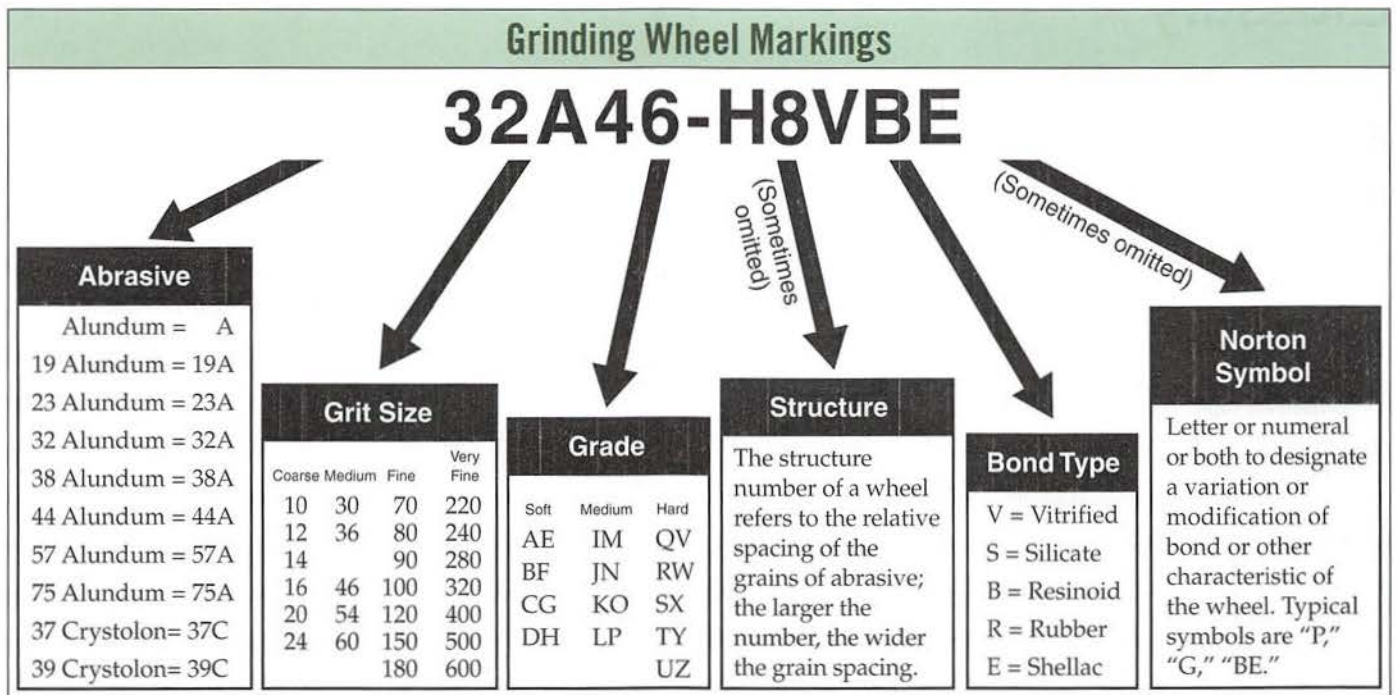 Grinding Wheel Markings
32A46-H8VBE
(Sometimes
omitted)
(Sometimes omitted)
Abrasive
Alundum = A
19 Alundum = 19A
23 Alundum = 23A
32 Alundum = 32A
38 Alundum = 38A
44 Alundum = 44A
57 Alundum = 57A
75 Alundum = 75A
37 Crystolon= 37C
39 Crystolon= 39C
Grit Size
Coarse Medium Fine Very Fine
10 30 70 220
12 36 80 240
14 90 280
16 46 100 320
20 54 120 400
24 60 150 500
180 600
Grade
Soft Medium Hard
AE IM QV
BF JN RW
CG KO SX
DH LP TY
UZ
Structure
The structure
number of a wheel
refers to the relative
spacing of the
grains of abrasive;
the larger the
number, the wider
the grain spacing.
Bond Type
V = Vitrified
S = Silicate
B = Resinoid
R = Rubber
E = Shellac
Norton
Symbol
Letter or numeral
or both to designate
a variation or
modification of
bond or other
characteristic of
the wheel. Typical
symbols are “P,”
“G,” “BE.”